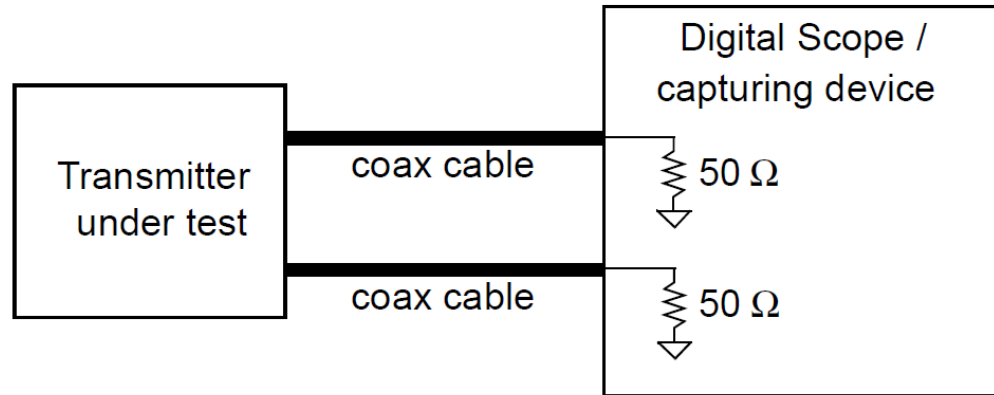 Digital Scope /
capturing device
Transmitter
under test
coax cable
50 Ω
coax cable
50 Ω